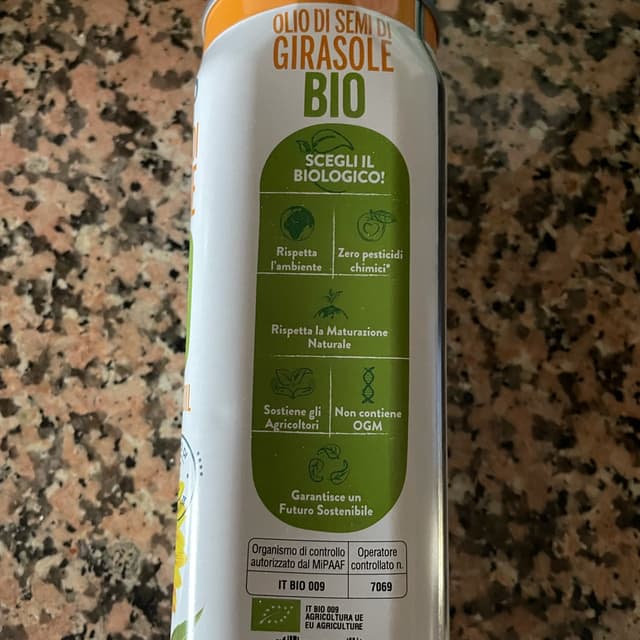 OLIO DI SEMI DI
GIRASOLE
BIO
SCEGLI IL
BIOLOGICO!
Rispetta
l'ambiente
Zero pesticidi
chimici*
Rispetta la Maturazione
Naturale
Sostiene gli
Agricoltori
Non contiene
OGM
Garantisce un
Futuro Sostenibile
Organismo di controllo
autorizzato dal MiPAAF
Operatore
controllato n.
IT BIO 009
7069
IT BIO 009
AGRICOLTURA UE
EU AGRICULTURE